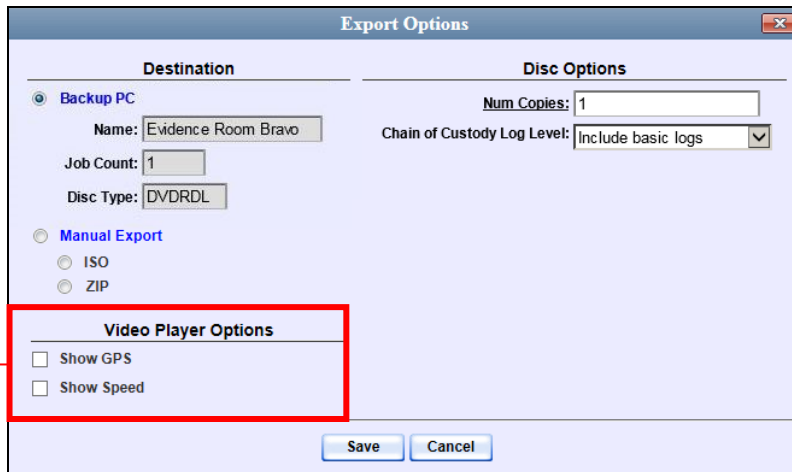 Export Options
Destination
Backup PC
Name: Evidence Room Bravo
Job Count: 1
Disc Type: DVDRDL
Manual Export
ISO
ZIP
Video Player Options
Show GPS
Show Speed
Disc Options
Num Copies: 1
Chain of Custody Log Level: Include basic logs
Save Cancel